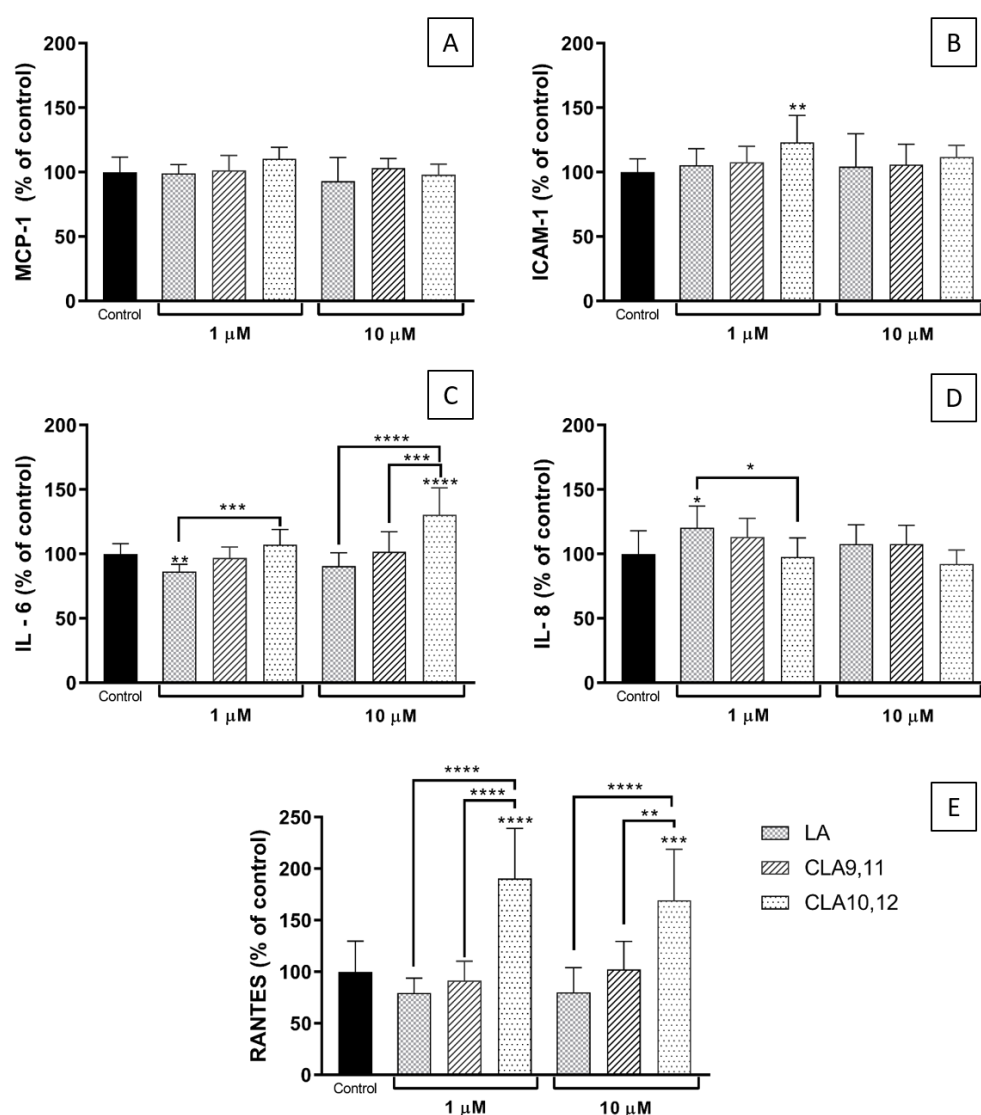 A
MCP-1 (% of control)
200
150
100
50
0
Control
1 μM
10 μM
B
ICAM-1 (% of control)
200
150
100
50
0
**
Control
1 μM
10 μM
C
IL - 6 (% of control)
200
150
100
50
0
****
***
****
***
**
Control
1 μM
10 μM
D
IL- 8 (% of control)
200
150
100
50
0
*
*
Control
1 μM
10 μM
E
RANTES (% of control)
250
200
150
100
50
0
****
****
****
****
**
***
Control
1 μM
10 μM
LA
CLA9,11
CLA10,12